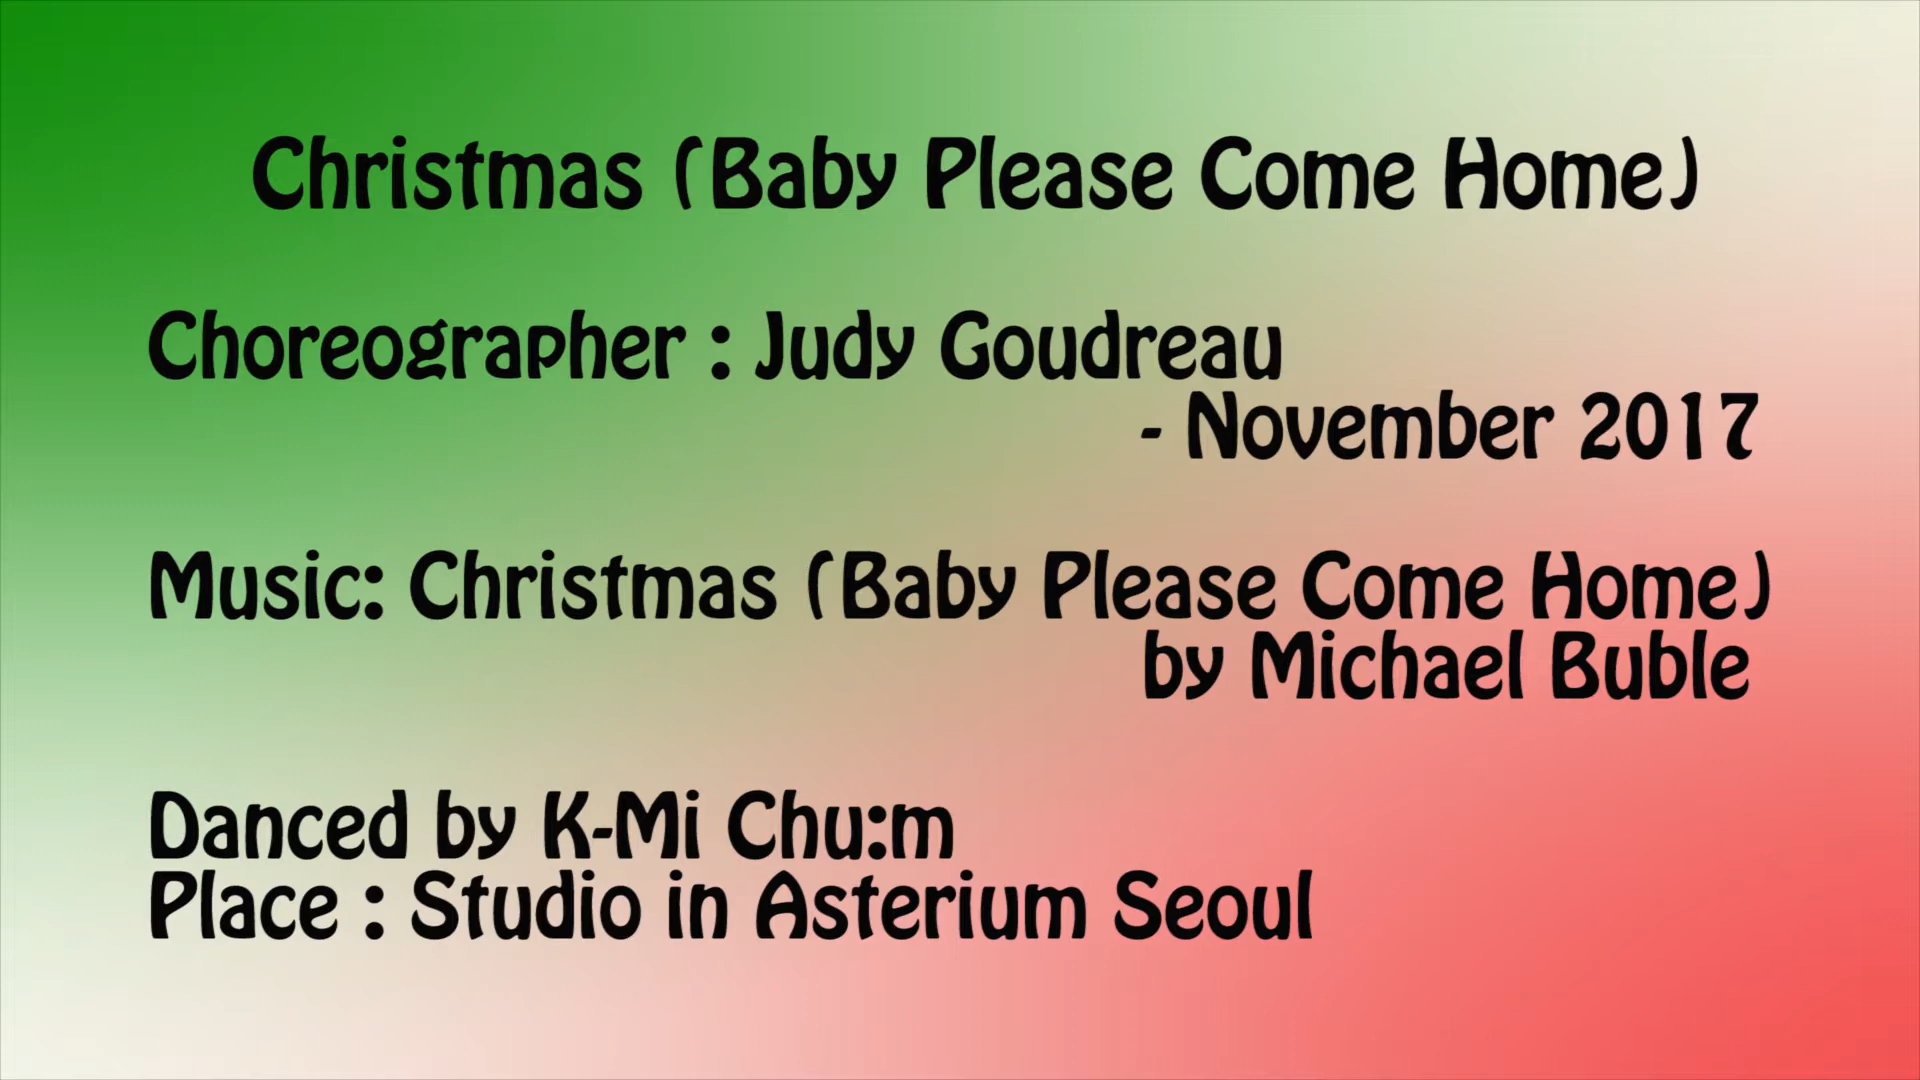 Christmas (Baby Please Come Home)
Choreographer : Judy Goudreau
- November 2017
Music: Christmas (Baby Please Come Home)
by Michael Buble
Danced by K-Mi Chu:m
Place : Studio in Asterium Seoul